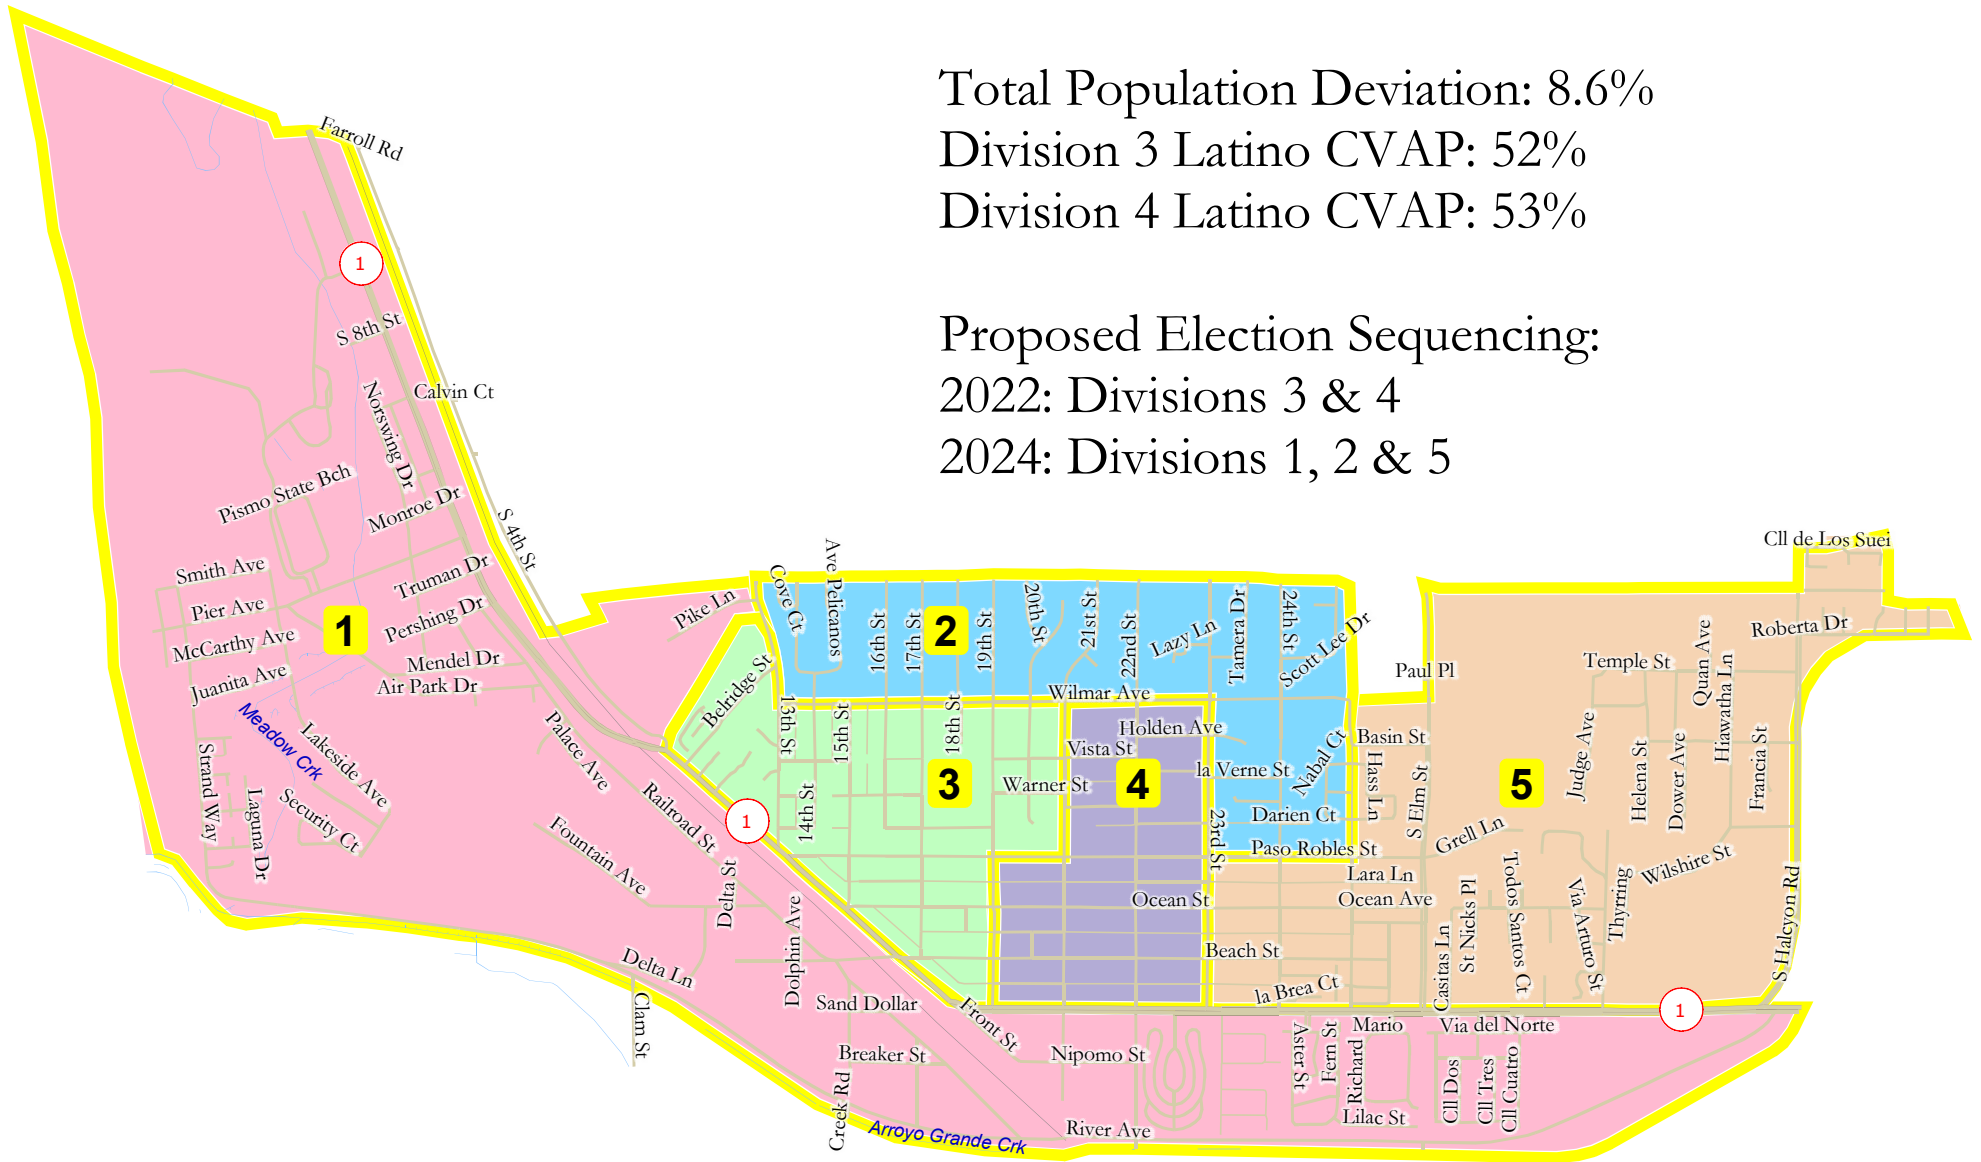 Total Population Deviation: 8.6%
Division 3 Latino CVAP: 52%
Division 4 Latino CVAP: 53%
Proposed Election Sequencing:
2022: Divisions 3 & 4
2024: Divisions 1, 2 & 5
Farroll Rd
1
S 8th St
Calvin Ct
Norswing Dr
Pismo State Bch
Monroe Dr
S 4th St
Smith Ave
Truman Dr
Pier Ave
1
Pershing Dr
McCarthy Ave
Mendel Dr
Juanita Ave
Air Park Dr
Meadow Crk
Lakeside Ave
Strand Way
Laguna Dr
Security Ct
Palace Ave
Railroad St
Fountain Ave
Delta St
Dolphin Ave
Delta Ln
Clam St
Sand Dollar
Breaker St
Creek Rd
Arroyo Grande Crk
Front St
Nipomo St
River Ave
Pike Ln
Cove Ct
Ave Pelicanos
16th St
17th St
2
19th St
20th St
21st St
22nd St
Lazy Ln
Tamera Dr
24th St
Scott Lee Dr
Wilmar Ave
Belridge St
13th St
15th St
18th St
14th St
3
1
Warner St
Vista St
Holden Ave
4
la Verne St
Nabal Ct
Darien Ct
23rd St
Paso Robles St
Ocean St
Beach St
la Brea Ct
Cll de Los Suei
Roberta Dr
Paul Pl
Temple St
Quan Ave
Hiawatha Ln
Basin St
Hass Ln
S Elm St
5
Judge Ave
Helena St
Dower Ave
Francia St
Grell Ln
Wilshire St
Lara Ln
Ocean Ave
Casitas Ln
St Nicks Pl
Todos Santos Ct
Via Arturo St
Thyrring
S Halcyon Rd
1
Aster St
Fern St
Mario
Richard
Via del Norte
Cll Dos
Cll Tres
Cll Cuatro
Lilac St